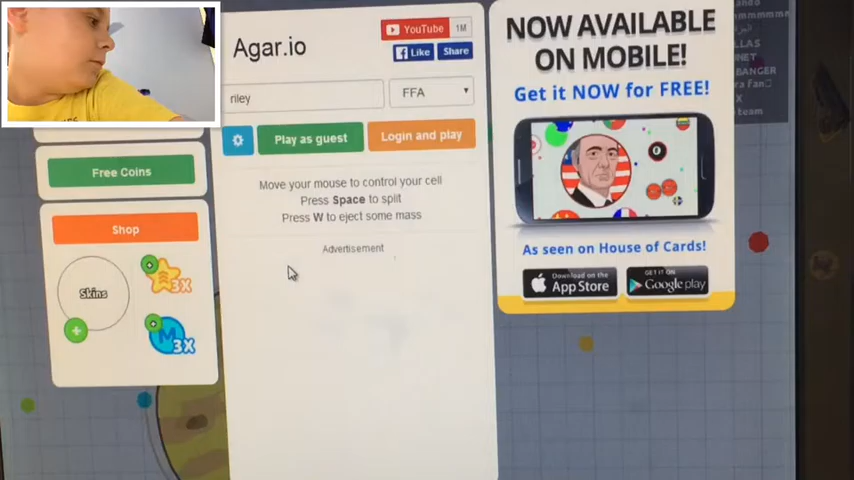 Agar.io
YouTube 1M
Like Share
riley
FFA
Play as guest
Login and play
Move your mouse to control your cell
Press Space to split
Press W to eject some mass
Advertisement
Free Coins
Shop
Skins
3X
M
3X
NOW AVAILABLE
ON MOBILE!
Get it NOW for FREE!
As seen on House of Cards!
Download on the
App Store
GET IT ON
Google play
BANGER
X
team